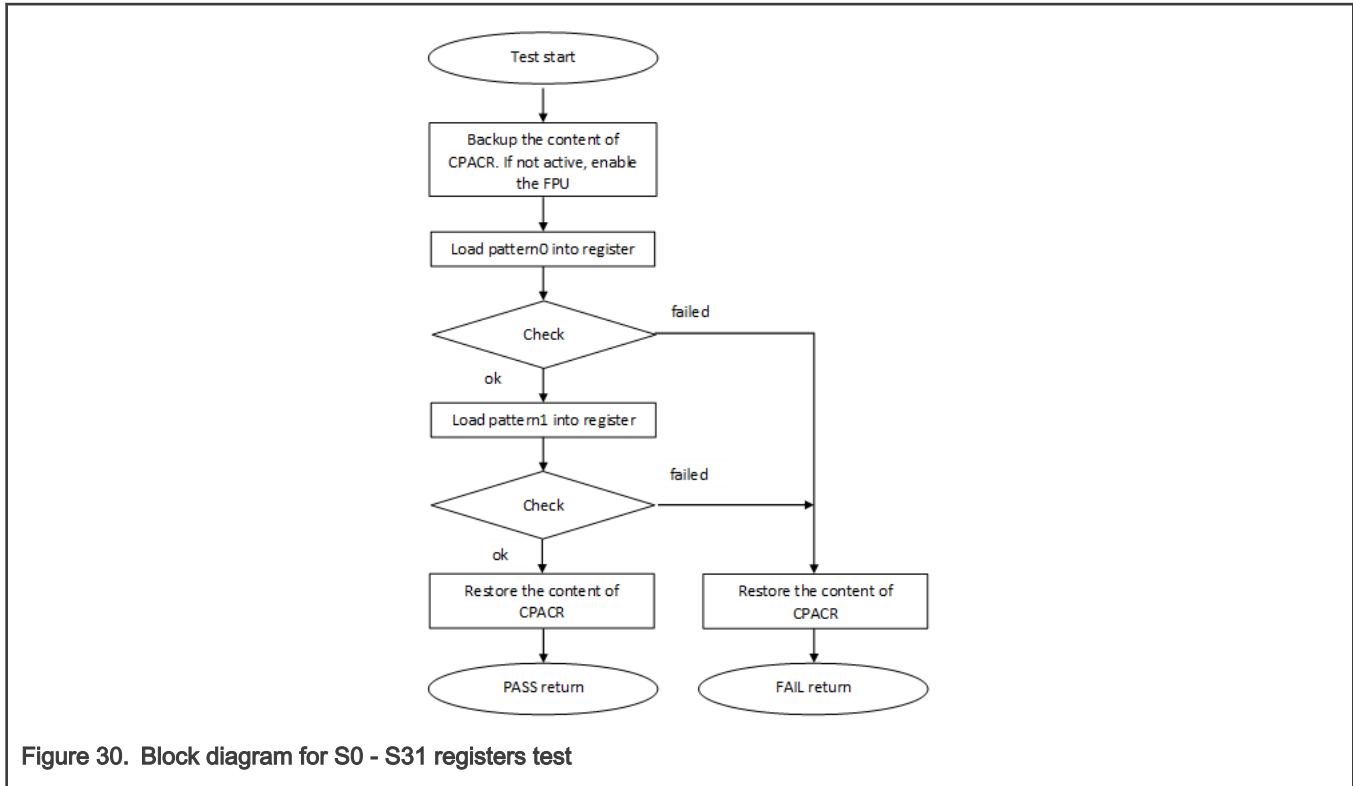 Test start
Backup the content of
CPACR. If not active, enable
the FPU
Load pattern0 into register
failed
Check
ok
Load pattern1 into register
failed
Check
ok
Restore the content of
CPACR
Restore the content of
CPACR
PASS return
FAIL return
Figure 30. Block diagram for S0 - S31 registers test